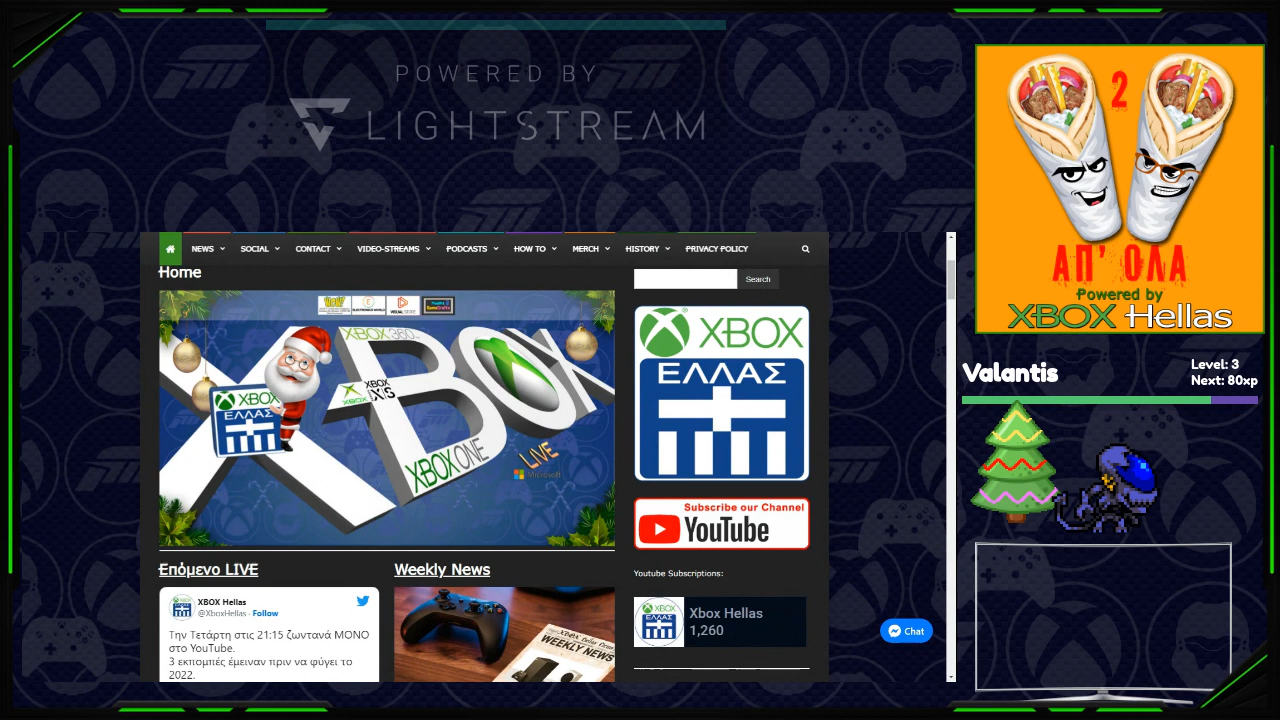 POWERED BY
LIGHTSTREAM
NEWS SOCIAL CONTACT VIDEO-STREAMS PODCASTS HOW TO MERCH HISTORY PRIVACY POLICY
Home
Search
XBOX 360
XBOX
XBOX
X|S
XBOX
XBOX
ΕΛΛΑΣ
XBOX ONE
LIVE
Microsoft
XBOX
ΕΛΛΑΣ
Subscribe our Channel
YouTube
Youtube Subscriptions:
Xbox Hellas
1,260
Επόμενο LIVE
XBOX Hellas
@XboxHellas · Follow
Την Τετάρτη στις 21:15 ζωντανά ΜΟΝΟ
στο YouTube.
3 εκπομπές έμειναν πριν να φύγει το
2022.
Weekly News
WEEKLY NEWS
Chat
2
ΑΠ' ΟΛΑ
Powered by
XBOX Hellas
Valantis
Level: 3
Next: 80xp